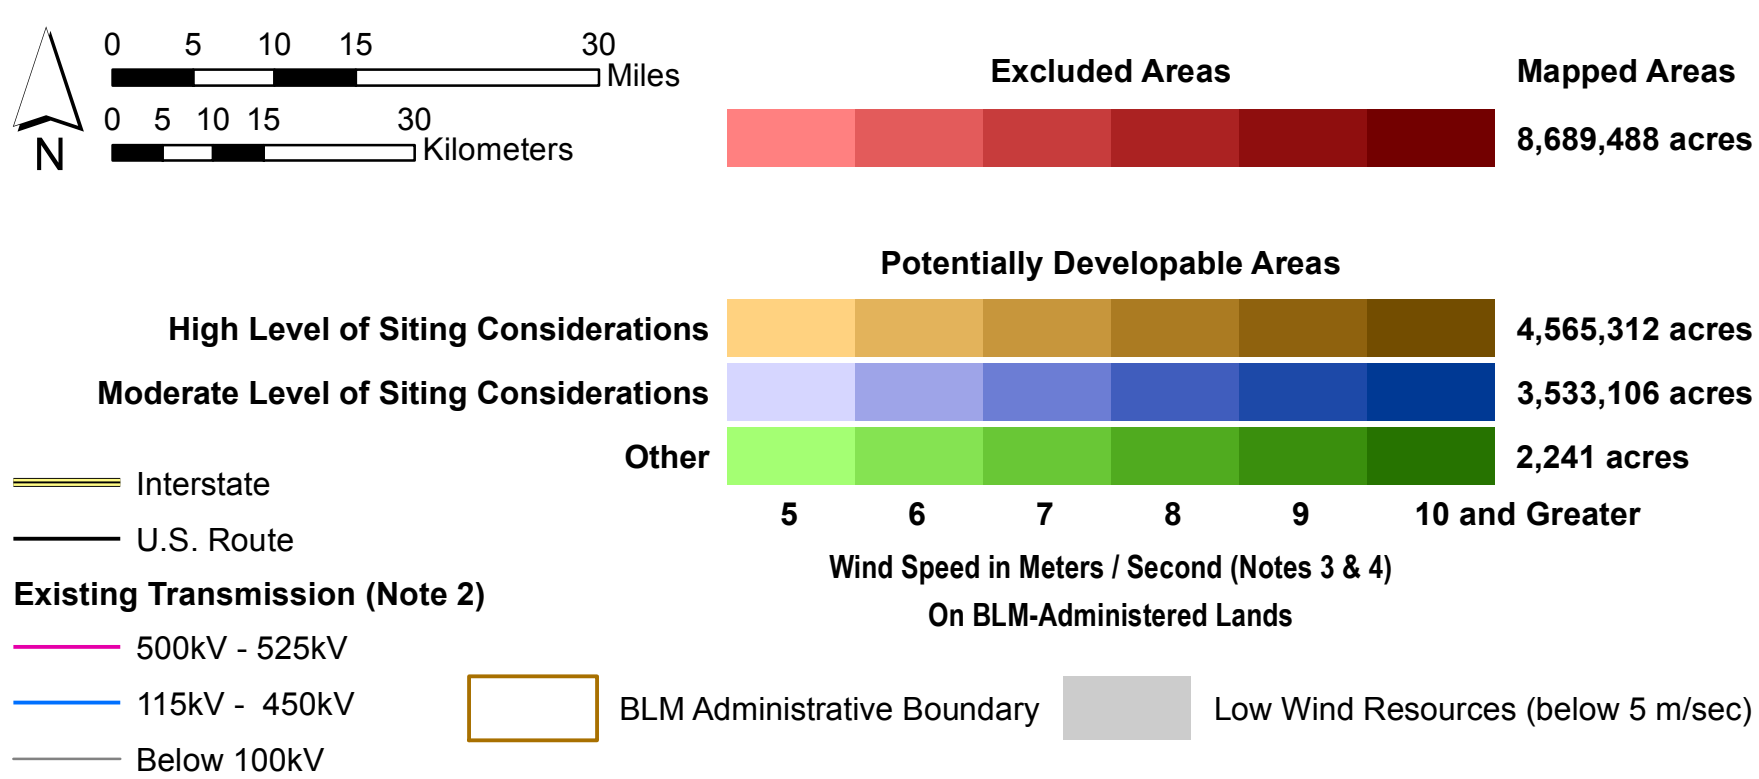 0 5 10 15 30
Miles
0 5 10 15 30
Kilometers
N
Excluded Areas
Mapped Areas
8,689,488 acres
Potentially Developable Areas
High Level of Siting Considerations
4,565,312 acres
Moderate Level of Siting Considerations
3,533,106 acres
Other
2,241 acres
5 6 7 8 9 10 and Greater
Wind Speed in Meters / Second (Notes 3 & 4)
On BLM-Administered Lands
Interstate
U.S. Route
Existing Transmission (Note 2)
500kV - 525kV
115kV - 450kV
Below 100kV
BLM Administrative Boundary
Low Wind Resources (below 5 m/sec)